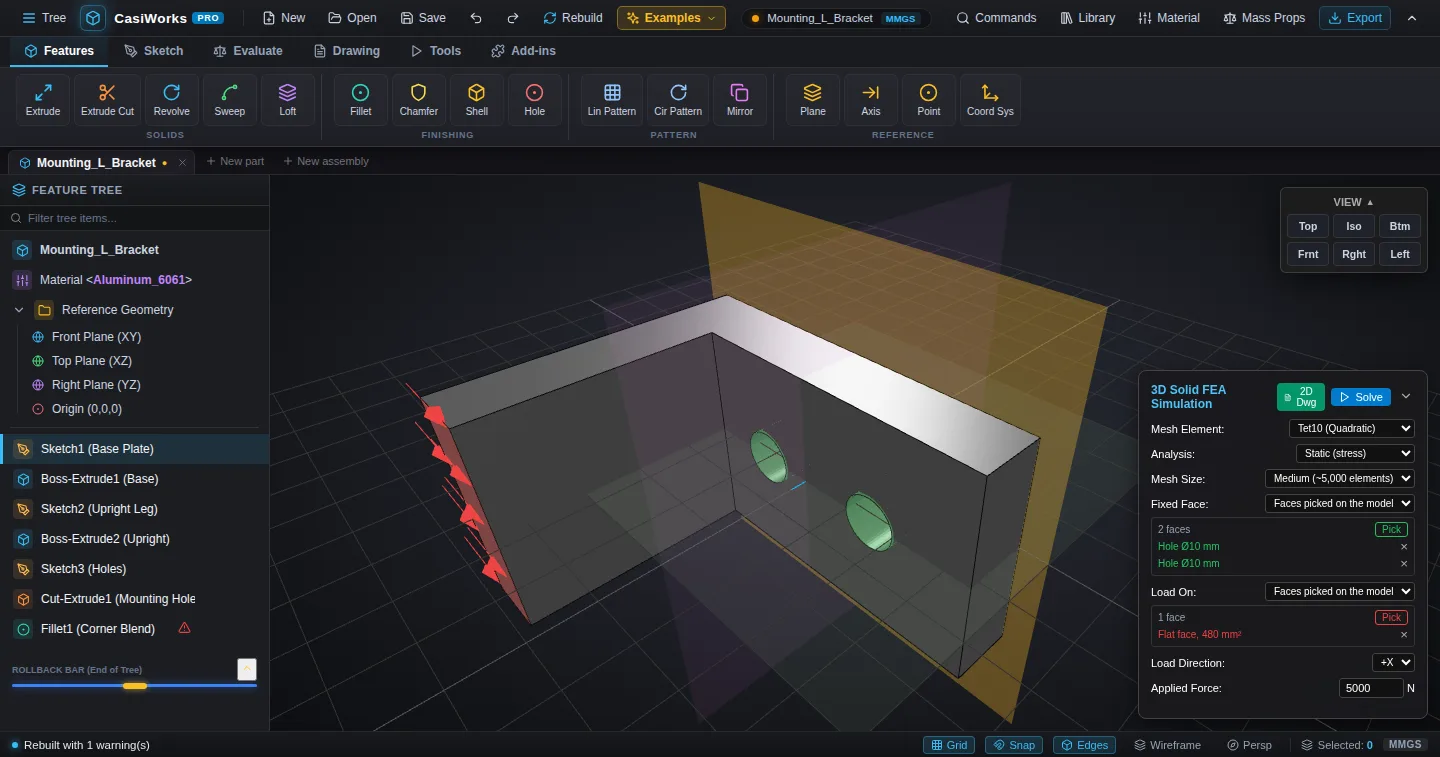 Tree
CasiWorks PRO
New
Open
Save
Rebuild
Examples
Mounting_L_Bracket MMGS
Commands
Library
Material
Mass Props
Export
Features
Sketch
Evaluate
Drawing
Tools
Add-ins
Extrude
Extrude Cut
Revolve
Sweep
Loft
SOLIDS
Fillet
Chamfer
Shell
Hole
FINISHING
Lin Pattern
Cir Pattern
Mirror
PATTERN
Plane
Axis
Point
Coord Sys
REFERENCE
Mounting_L_Bracket
New part
New assembly
FEATURE TREE
Filter tree items...
Mounting_L_Bracket
Material <Aluminum_6061>
Reference Geometry
Front Plane (XY)
Top Plane (XZ)
Right Plane (YZ)
Origin (0,0,0)
Sketch1 (Base Plate)
Boss-Extrude1 (Base)
Sketch2 (Upright Leg)
Boss-Extrude2 (Upright)
Sketch3 (Holes)
Cut-Extrude1 (Mounting Hole
Fillet1 (Corner Blend)
ROLLBACK BAR (End of Tree)
VIEW ▲
Top
Iso
Btm
Frnt
Rght
Left
3D Solid FEA
Simulation
2D
Dwg
Solve
Mesh Element: Tet10 (Quadratic)
Analysis: Static (stress)
Mesh Size: Medium (~5,000 elements)
Fixed Face: Faces picked on the model
2 faces Pick
Hole Ø10 mm ×
Hole Ø10 mm ×
Load On: Faces picked on the model
1 face Pick
Flat face, 480 mm² ×
Load Direction: +X
Applied Force: 5000 N
Rebuilt with 1 warning(s)
Grid
Snap
Edges
Wireframe
Persp
Selected: 0
MMGS